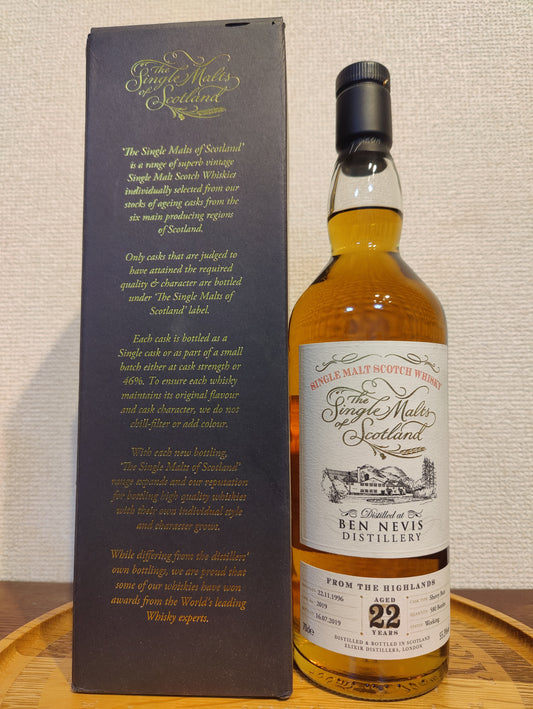 The
Single Malts
of Scotland
'The Single Malts of Scotland'
is a range of superb vintage
Single Malt Scotch Whiskies
individually selected from our
stocks of ageing casks from the
six main producing regions
of Scotland.
Only casks that are judged to
have attained the required
quality & character are bottled
under 'The Single Malts of
Scotland' label.
Each cask is bottled as a
Single cask or as part of a small
batch either at cask strength or
46%. To ensure each whisky
maintains its original flavour
and cask character, we do not
chill-filter or add colour.
With each new bottling,
'The Single Malts of Scotland'
range expands and our reputation
for bottling high quality whiskies
with their own individual style
and character grows.
While differing from the distillers'
own bottlings, we are proud that
some of our whiskies have won
awards from the World's leading
Whisky experts.
SINGLE MALT SCOTCH WHISKY
The
Single Malts
of Scotland
Distilled at
BEN NEVIS
DISTILLERY
FROM THE HIGHLANDS
22.11.1996
2019
16.07.2019
AGED
22
YEARS
Sherry Butt
590 Bottles
70cl
DISTILLED & BOTTLED IN SCOTLAND
ELIXIR DISTILLERS, LONDON